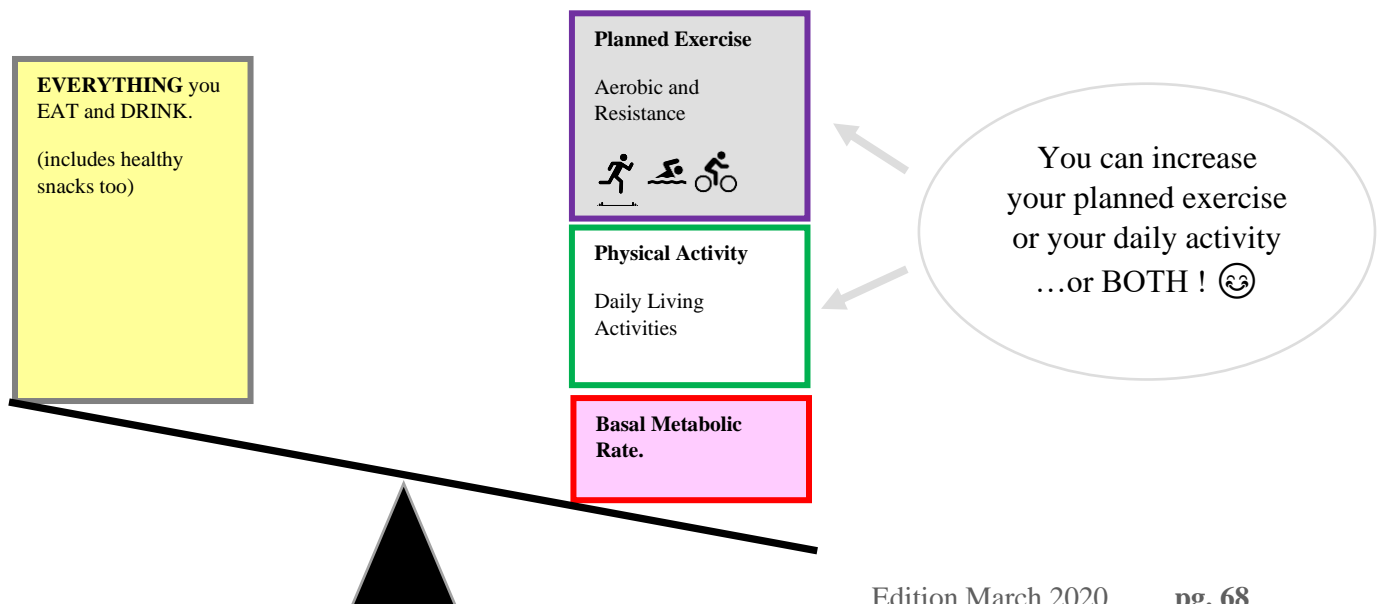 EVERYTHING you
EAT and DRINK.
(includes healthy
snacks too)
Planned Exercise
Aerobic and
Resistance
Physical Activity
Daily Living
Activities
Basal Metabolic
Rate.
You can increase
your planned exercise
or your daily activity
…or BOTH !
Edition March 2020 pg. 68